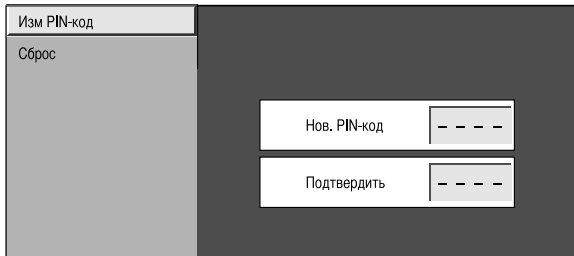 Изм PIN-код
Сброс
Нов. PIN-код
– – – –
Подтвердить
– – – –